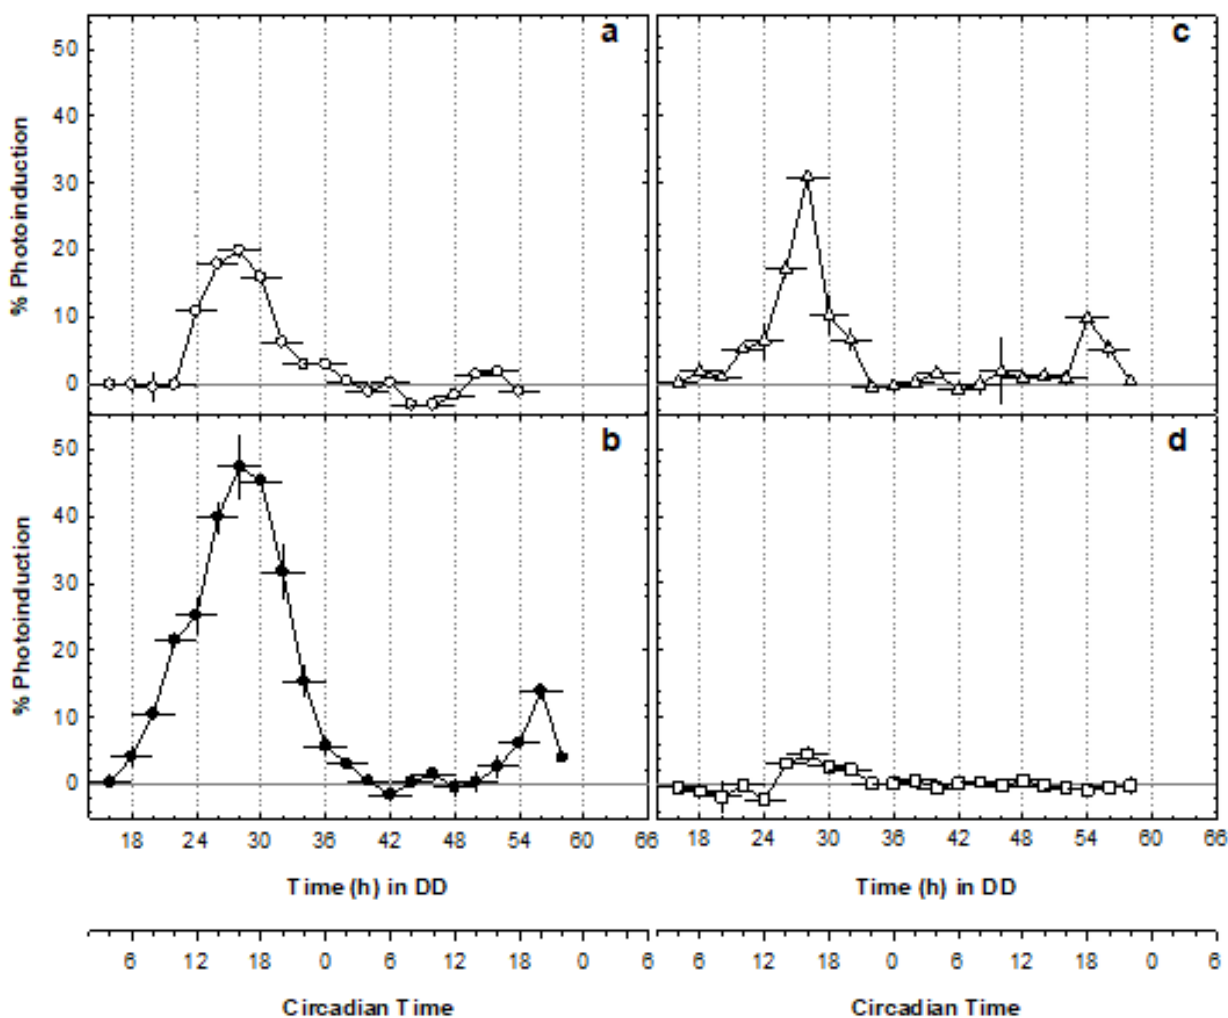 a
c
50
40
30
20
10
0
% Photoinduction
b
d
50
40
30
20
10
0
% Photoinduction
18 24 30 36 42 48 54 60 66 18 24 30 36 42 48 54 60 66
Time (h) in DD
Time (h) in DD
6 12 18 0 6 12 18 0 6 6 12 18 0 6 12 18 0 6
Circadian Time
Circadian Time